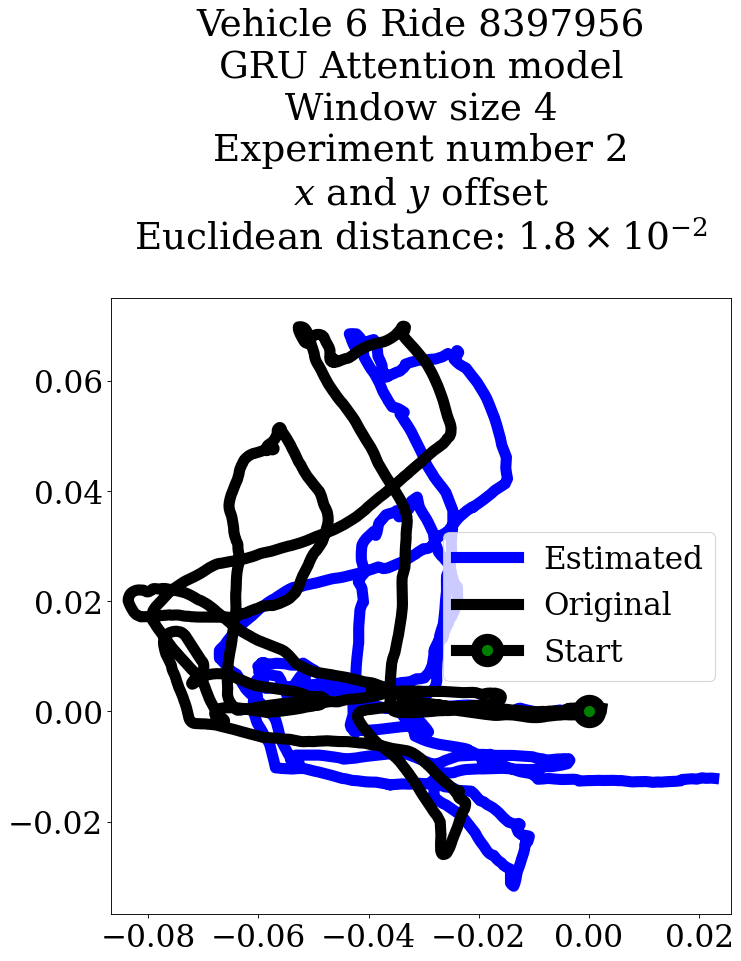 Vehicle 6 Ride 8397956
GRU Attention model
Window size 4
Experiment number 2
x and y offset
Euclidean distance: 1.8 × 10⁻²
0.06
0.04
0.02
0.00
−0.02
Estimated
Original
Start
−0.08 −0.06 −0.04 −0.02 0.00 0.02